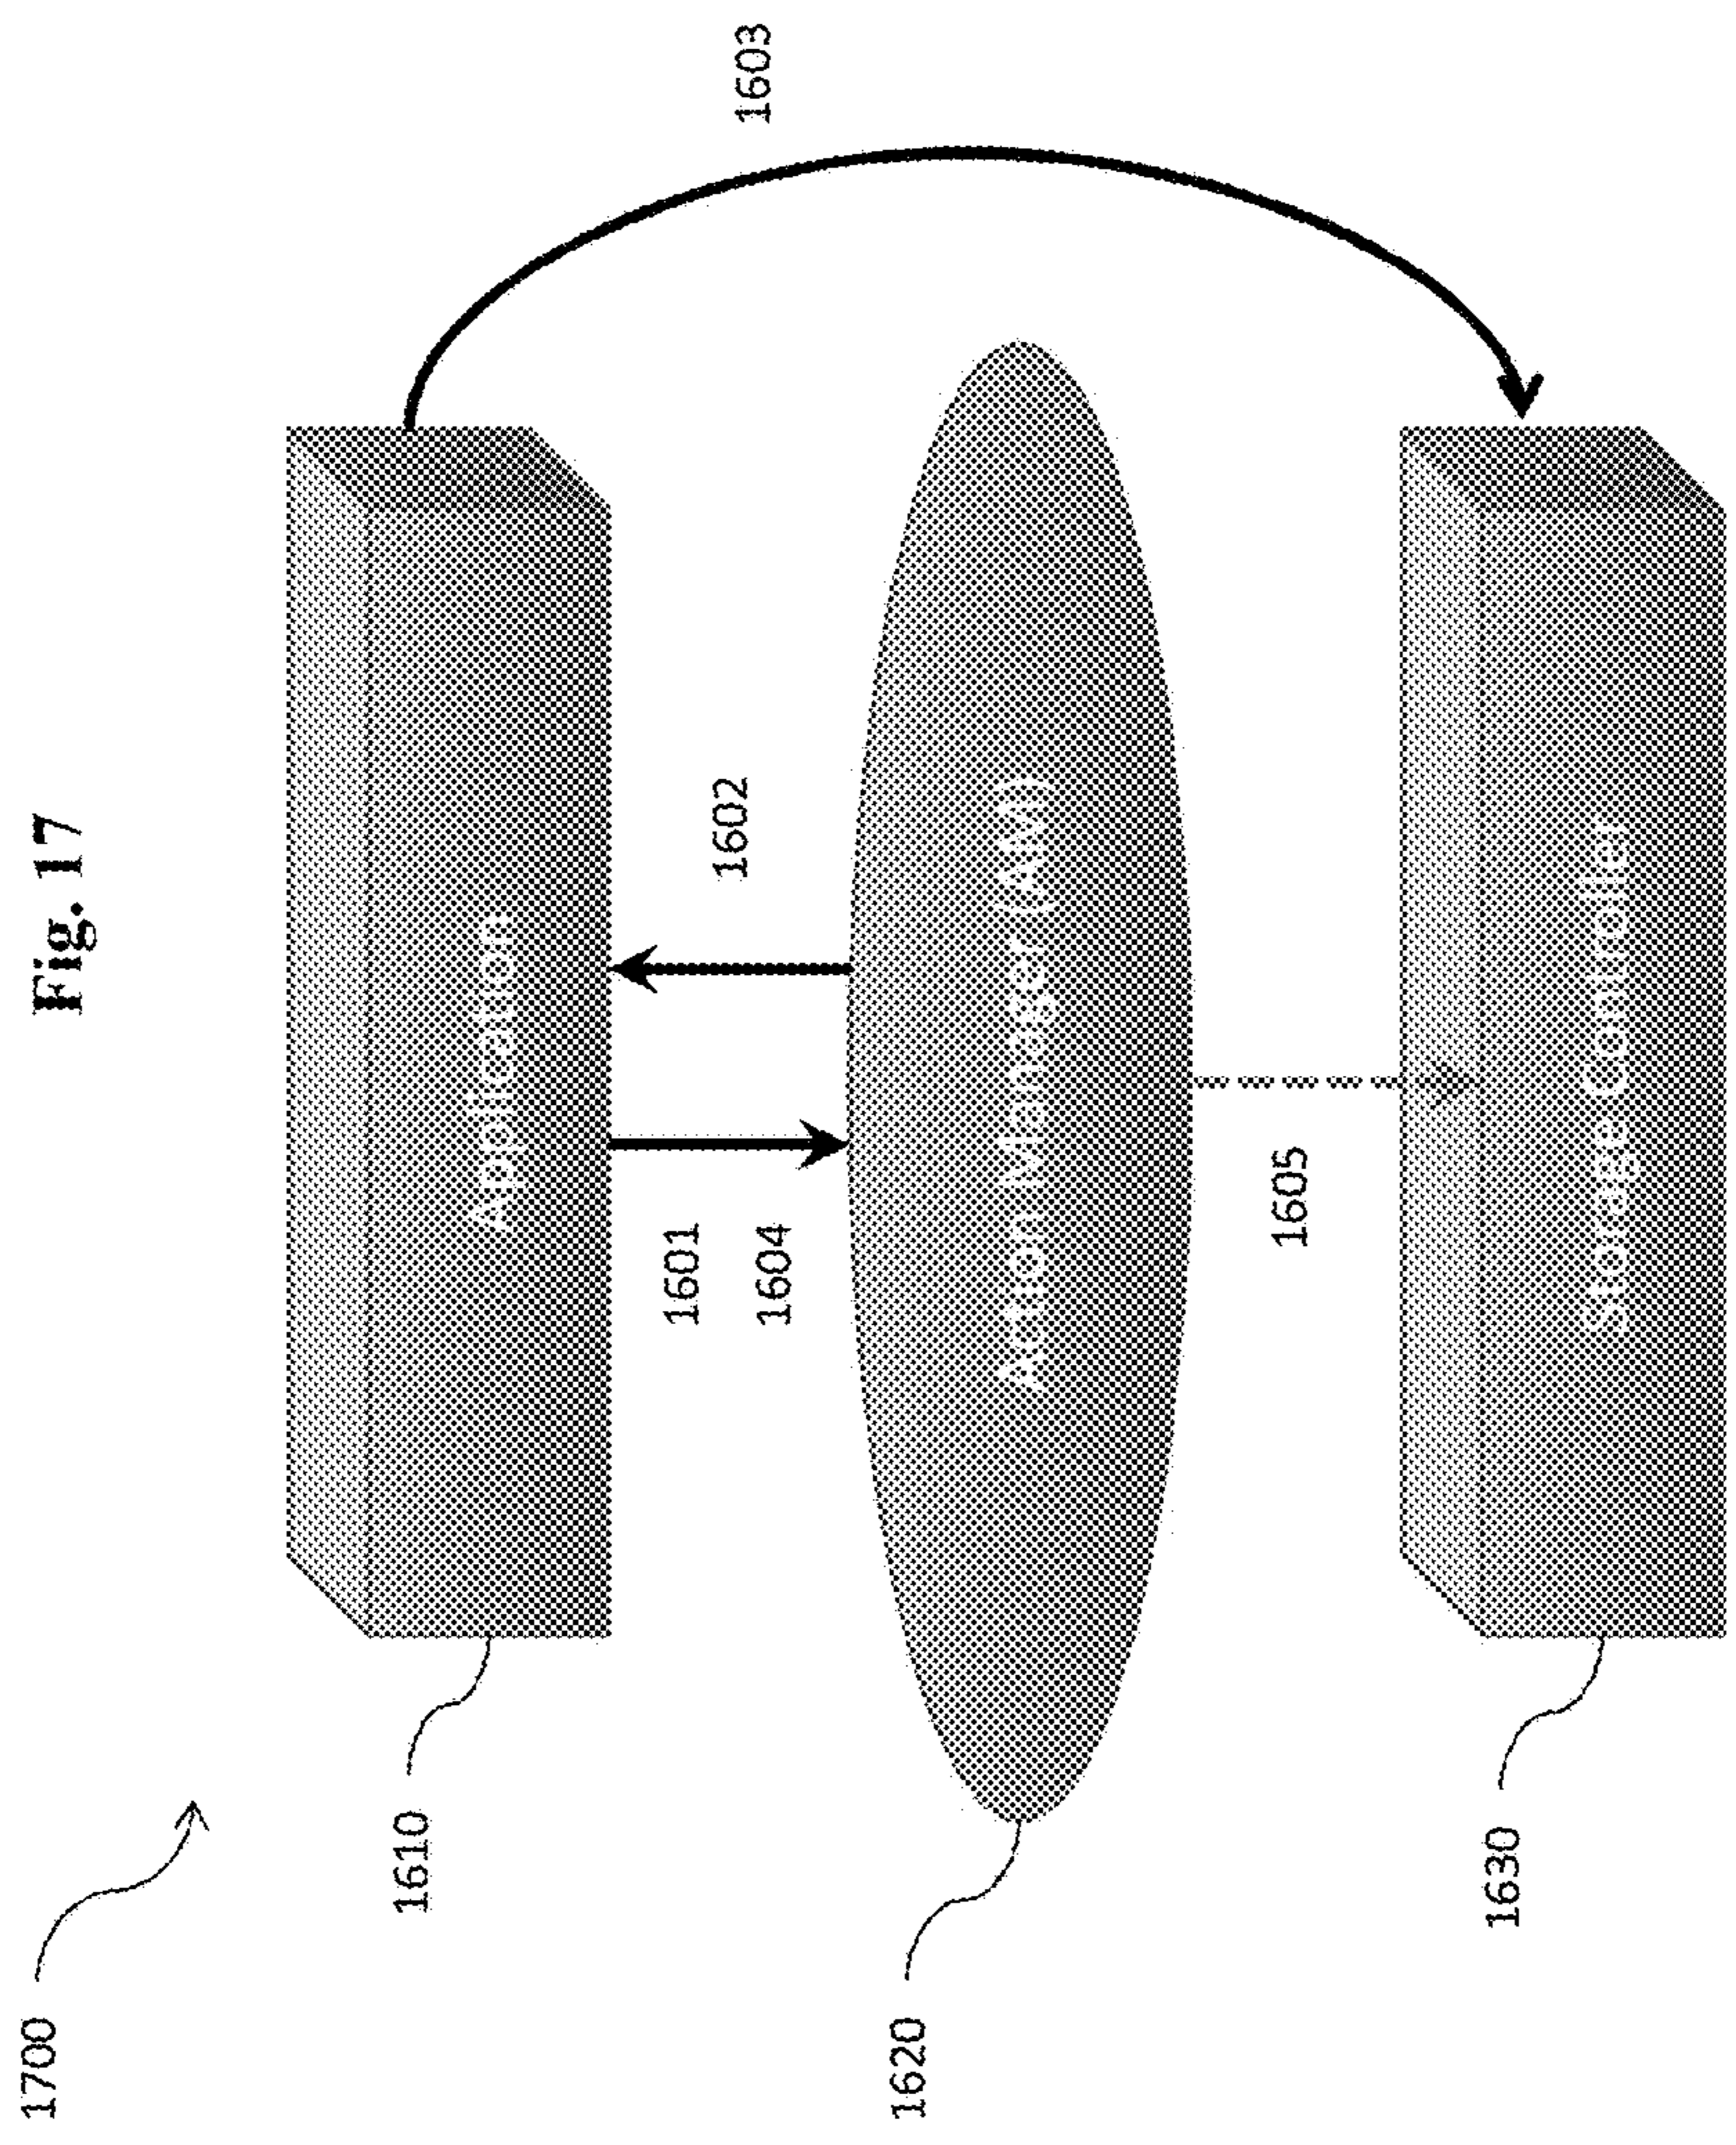 Fig. 17
1700
1610
Application
1603
1601
1604
1602
1620
Action Manager (AM)
1605
1630
Storage controller